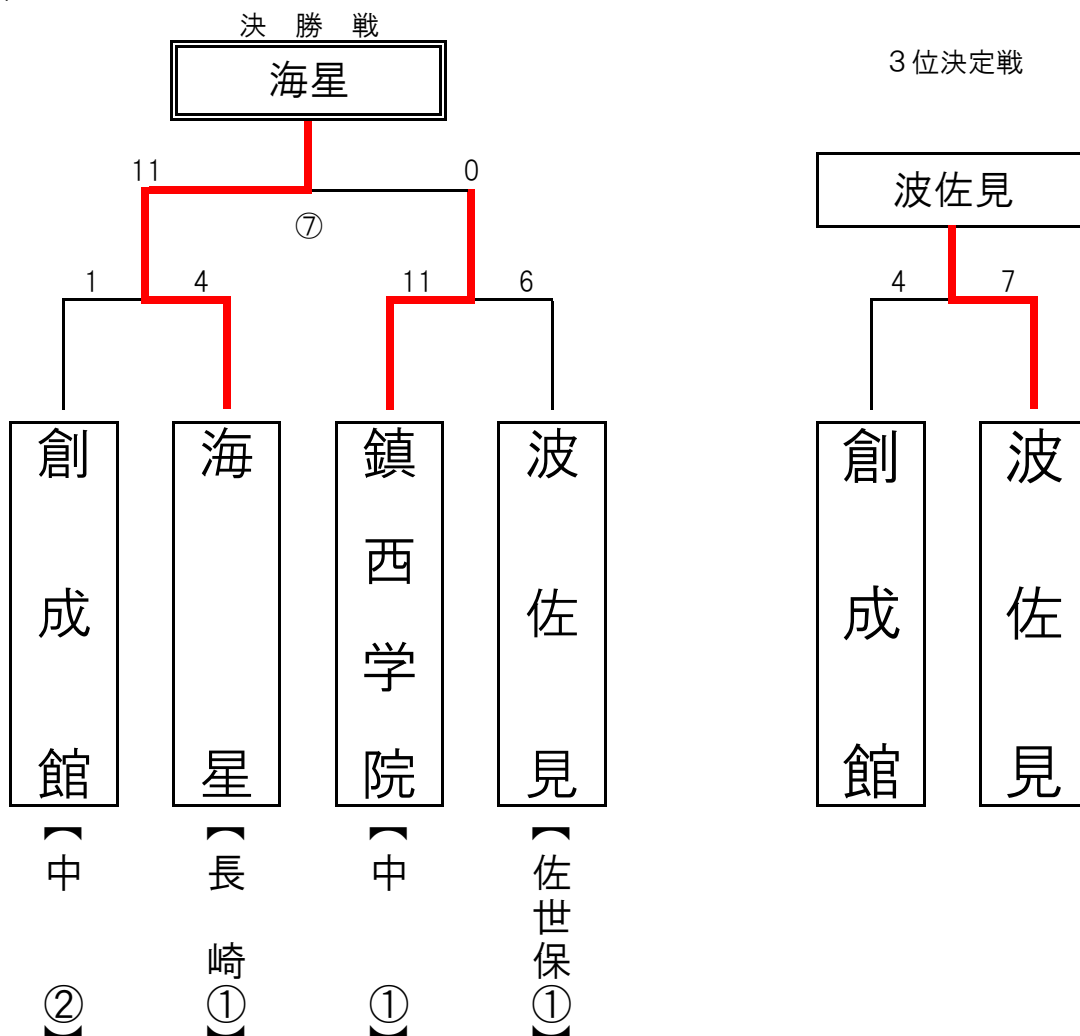 決勝戦
海星
３位決定戦
波佐見
11
0
⑦
1
4
11
6
4
7
創成館
海星
鎮西学院
波佐見
創成館
波佐見
【中②】
【長崎①】
【中①】
【佐世保①】